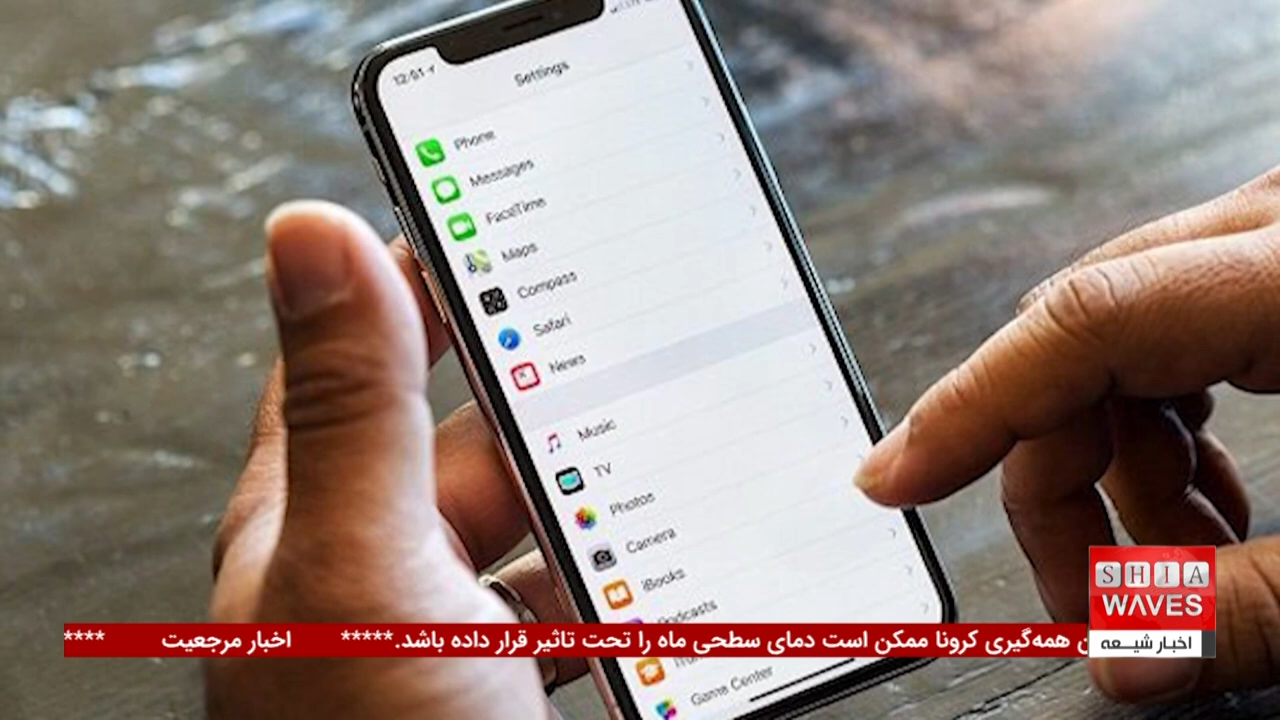 12:51
Settings
Phone
Messages
FaceTime
Maps
Compass
Safari
News
Music
TV
Photos
Camera
iBooks
Podcasts
Game Center
SHIA
WAVES
اخبار شیعه
همه‌گیری کرونا ممکن است دمای سطحی ماه را تحت تاثیر قرار داده باشد.***** اخبار مرجعیت ****